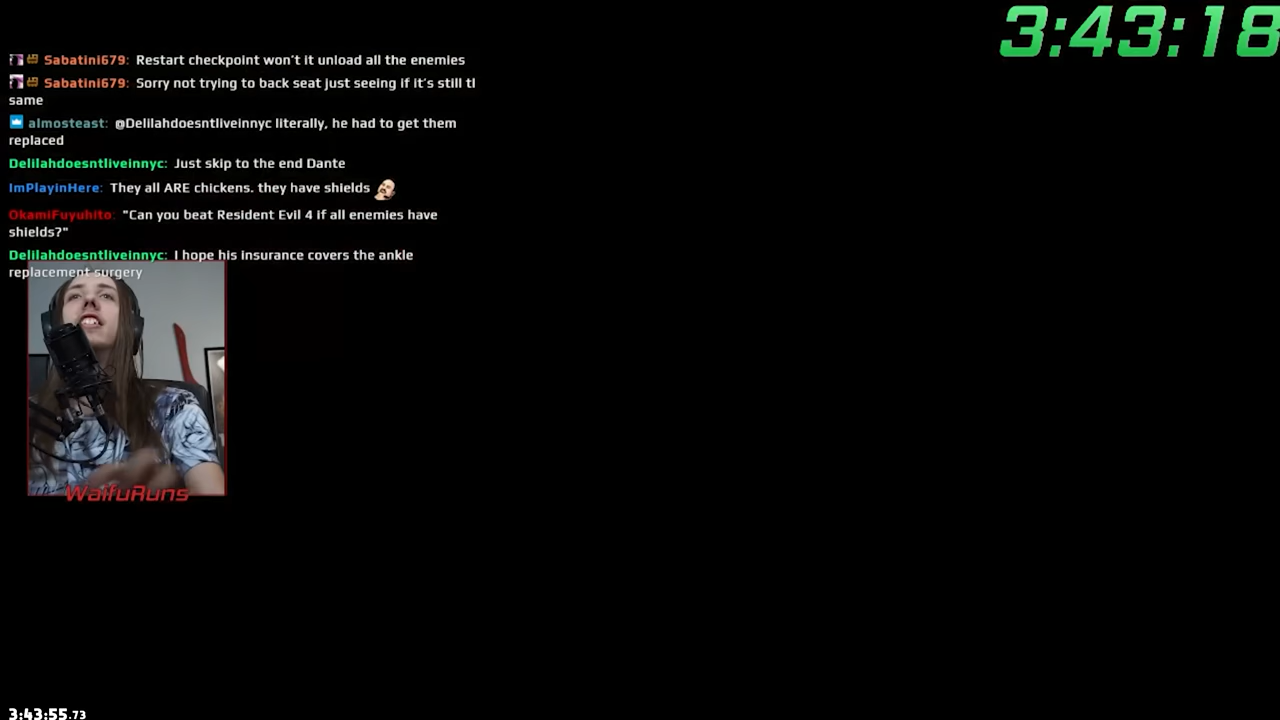 3:43:18
Sabatini679: Restart checkpoint won't it unload all the enemies
Sabatini679: Sorry not trying to back seat just seeing if it's still tl
same
almosteast: @Delilahdoesntliveinnyc literally, he had to get them
replaced
Delilahdoesntliveinnyc: Just skip to the end Dante
ImPlayinHere: They all ARE chickens. they have shields
OkamiFuyuhito: "Can you beat Resident Evil 4 if all enemies have
shields?"
Delilahdoesntliveinnyc: I hope his insurance covers the ankle
replacement surgery
WaifuRuns
3:43:55.73